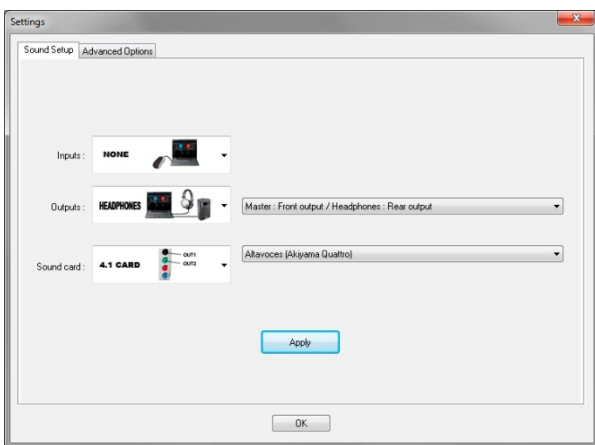 Settings
Sound Setup Advanced Options
Inputs : NONE
Outputs : HEADPHONES Master : Front output / Headphones : Rear output
Sound card : 4.1 CARD OUT1 Altavoces (Akiyama Quattro)
OUT2
Apply
OK